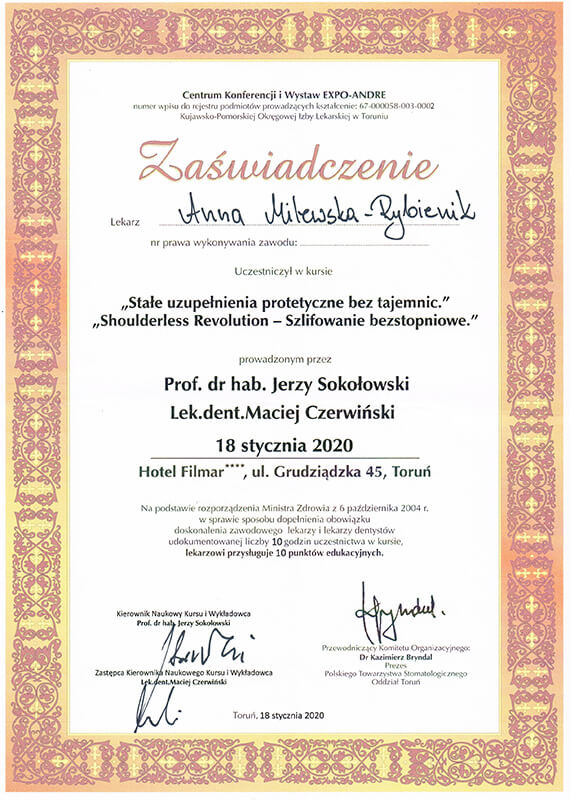 Centrum Konferencji i Wystaw EXPO-ANDRE
numer wpisu do rejestru podmiotów prowadzących kształcenie: 67-000058-003-0002
Kujawsko-Pomorskiej Okręgowej Izby Lekarskiej w Toruniu
Zaświadczenie
Lekarz Anna Milewska-Rybienik
nr prawa wykonywania zawodu:
Uczestniczył w kursie
„Stałe uzupełnienia protetyczne bez tajemnic.”
„Shoulderless Revolution – Szlifowanie bezstopniowe.”
prowadzonym przez
Prof. dr hab. Jerzy Sokołowski
Lek.dent.Maciej Czerwiński
18 stycznia 2020
Hotel Filmar****, ul. Grudziądzka 45, Toruń
Na podstawie rozporządzenia Ministra Zdrowia z 6 października 2004 r.
w sprawie sposobu dopełnienia obowiązku
doskonalenia zawodowego lekarzy i lekarzy dentystów
udokumentowanej liczby 10 godzin uczestnictwa w kursie,
lekarzowi przysługuje 10 punktów edukacyjnych.
Kierownik Naukowy Kursu i Wykładowca
Prof. dr hab. Jerzy Sokołowski
Zastępca Kierownika Naukowego Kursu i Wykładowca
Lek.dent.Maciej Czerwiński
Przewodniczący Komitetu Organizacyjnego:
Dr Kazimierz Bryndal
Prezes
Polskiego Towarzystwa Stomatologicznego
Oddział Toruń
Toruń, 18 stycznia 2020